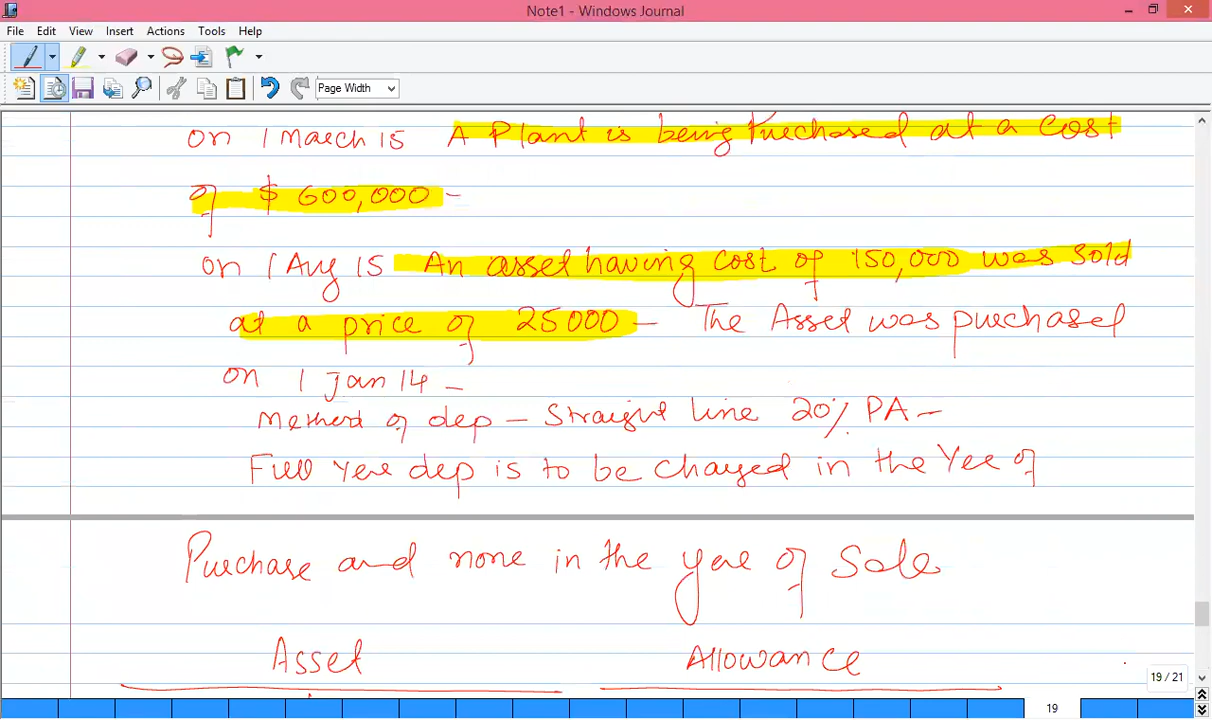 Note1 - Windows Journal
File Edit View Insert Actions Tools Help
Page Width
on 1 March 15 A Plant is being Purchased at a Cost
of $ 600,000 -
on 1 Aug 15 An asset having cost of 150,000 was Sold
at a price of 25000 - The Asset was purchased
on 1 Jan 14 -
Method of dep - Straight line 20% PA -
Full Year dep is to be charged in the Year of
Purchase and none in the year of Sale
Asset Allowance
19 / 21
19